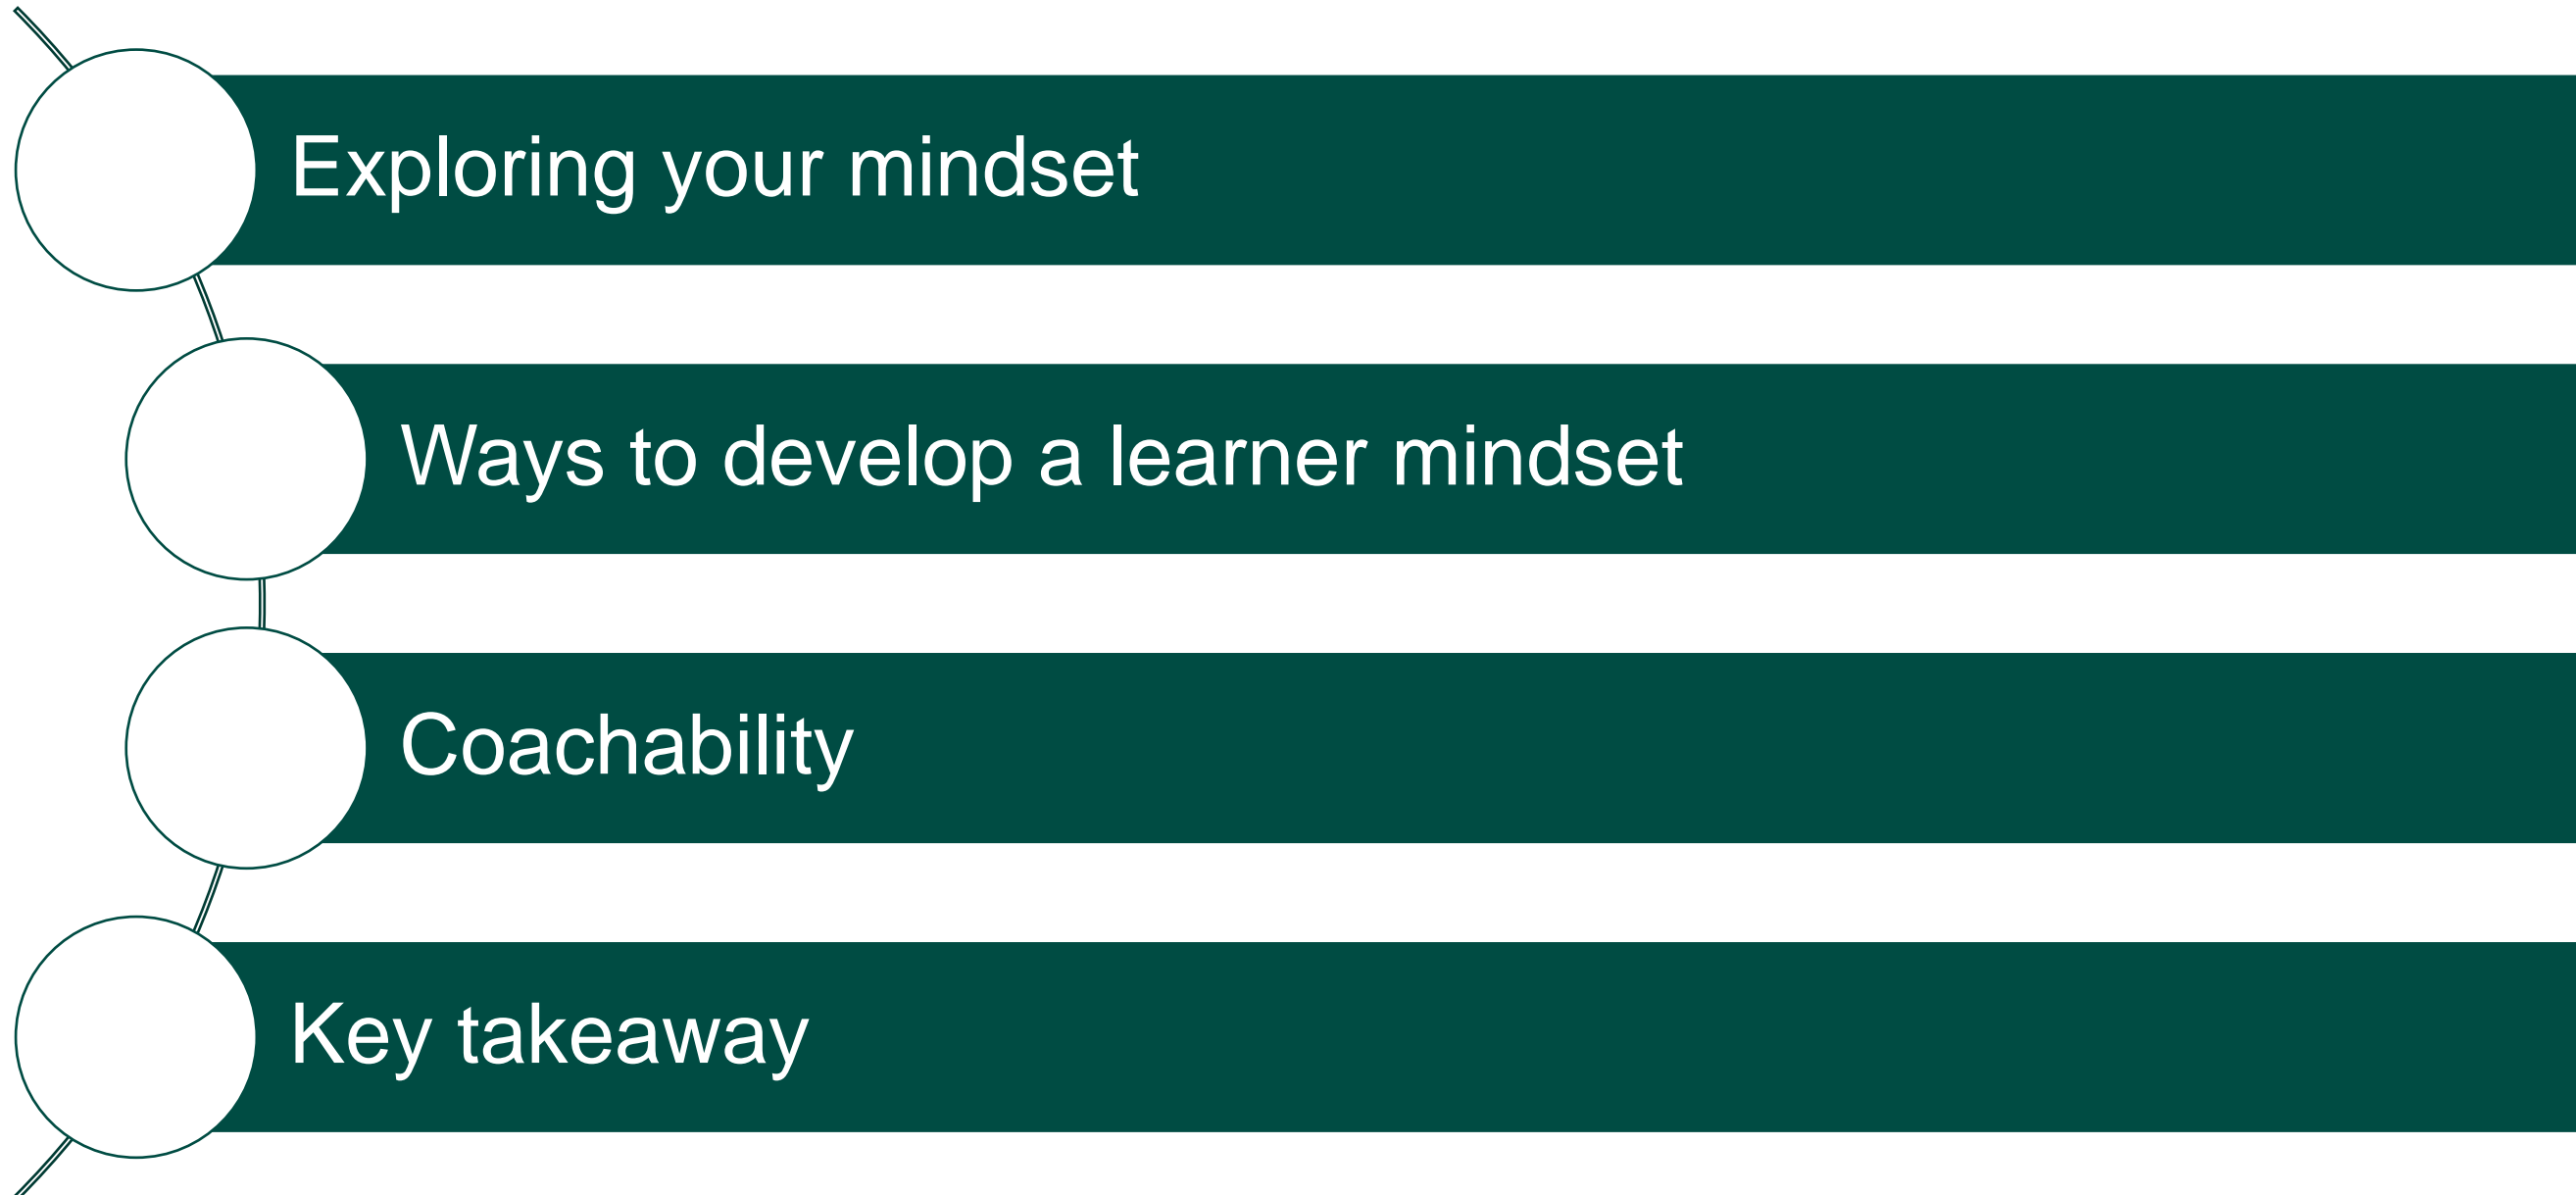 Exploring your mindset
Ways to develop a learner mindset
Coachability
Key takeaway